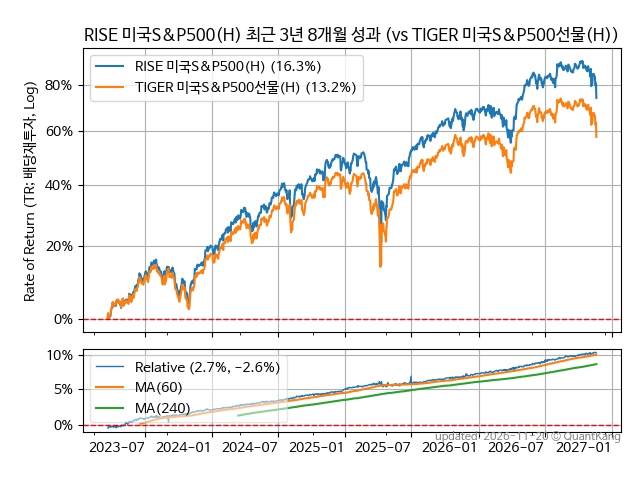 RISE 미국S&P500(H) 최근 3년 8개월 성과 (vs TIGER 미국S&P500선물(H))
RISE 미국S&P500(H) (16.3%)
TIGER 미국S&P500선물(H) (13.2%)
Rate of Return (TR: 배당재투자, Log)
80%
60%
40%
20%
0%
Relative (2.7%, -2.6%)
MA(60)
MA(240)
10%
5%
0%
updated: 2026-11-20 © QuantKang
2023-07 2024-01 2024-07 2025-01 2025-07 2026-01 2026-07 2027-01